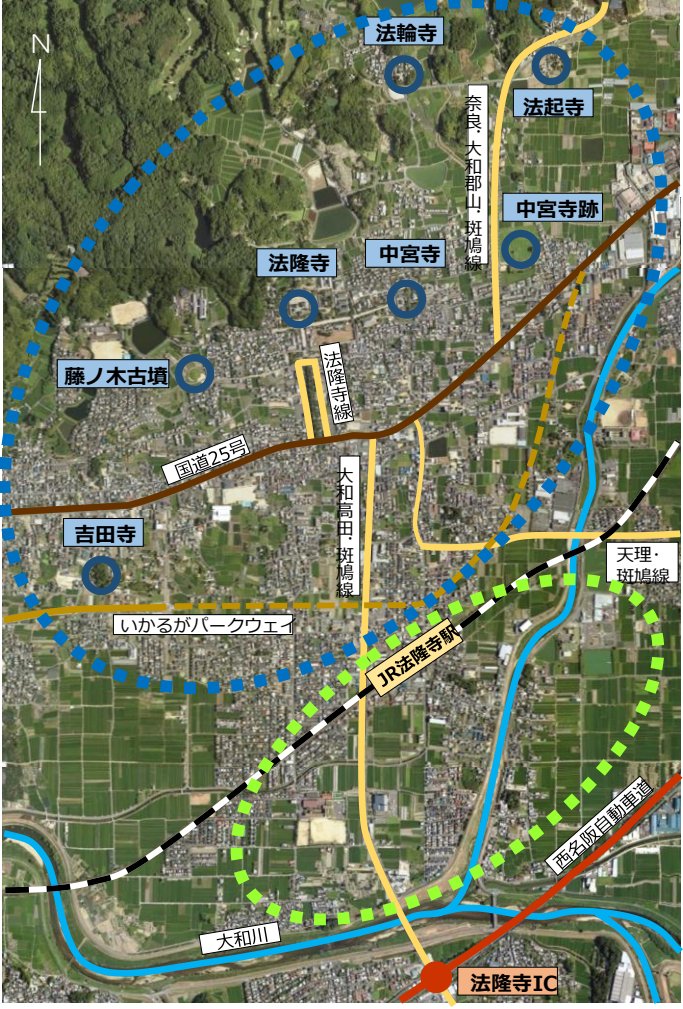 法輪寺
N
法起寺
奈良・大和郡山・斑鳩線
中宮寺跡
中宮寺
法隆寺
法隆寺線
藤ノ木古墳
国道25号
大和高田・斑鳩線
吉田寺
天理・
斑鳩線
いかるがパークウェイ
JR法隆寺駅
西名阪自動車道
大和川
法隆寺IC